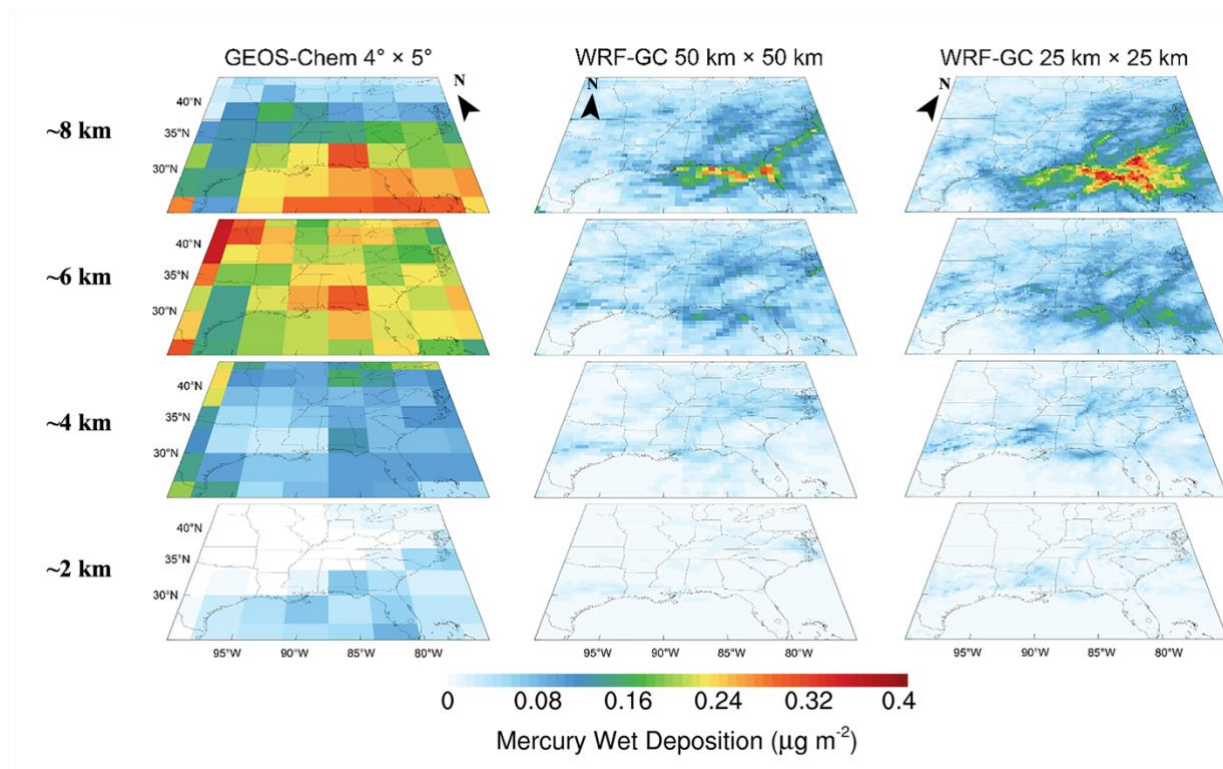 GEOS-Chem 4° × 5° WRF-GC 50 km × 50 km WRF-GC 25 km × 25 km
N N N
~8 km 40°N
35°N
30°N
~6 km 40°N
35°N
30°N
~4 km 40°N
35°N
30°N
~2 km 40°N
35°N
30°N
95°W 90°W 85°W 80°W 95°W 90°W 85°W 80°W 95°W 90°W 85°W 80°W
0 0.08 0.16 0.24 0.32 0.4
Mercury Wet Deposition (μg m⁻²)